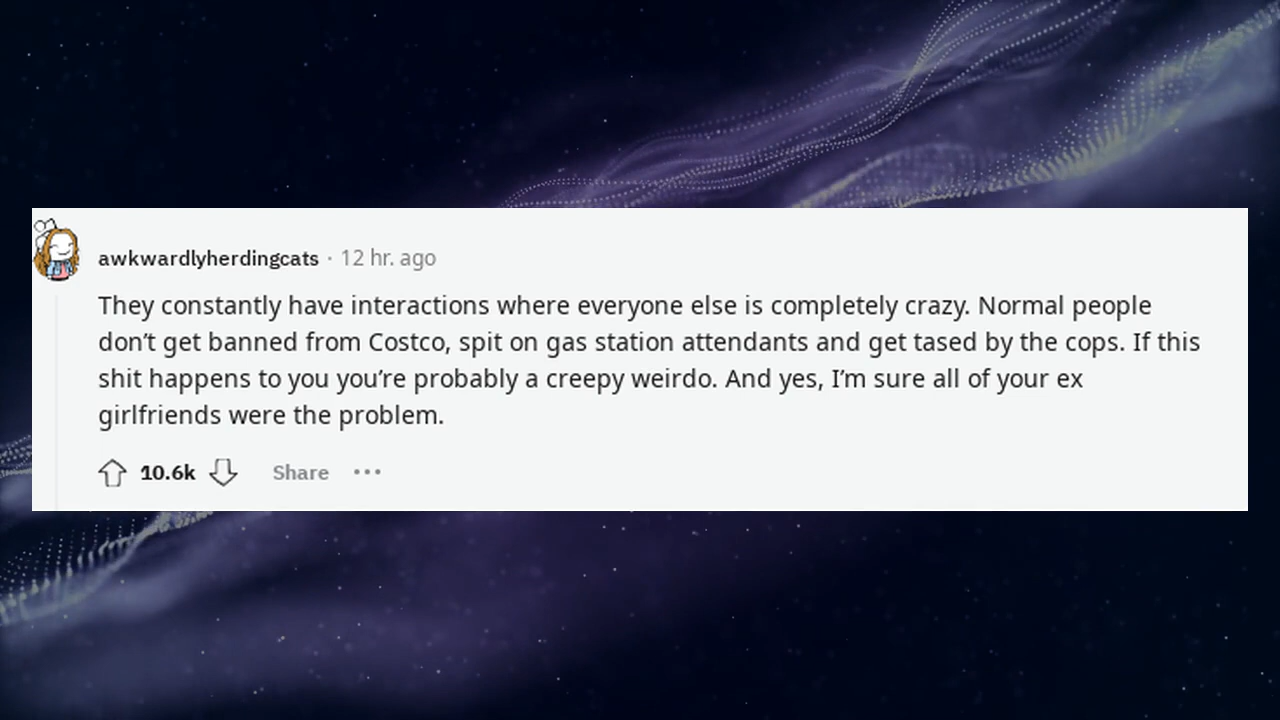 awkwardlyherdingcats · 12 hr. ago
They constantly have interactions where everyone else is completely crazy. Normal people
don’t get banned from Costco, spit on gas station attendants and get tased by the cops. If this
shit happens to you you’re probably a creepy weirdo. And yes, I’m sure all of your ex
girlfriends were the problem.
10.6k Share •••